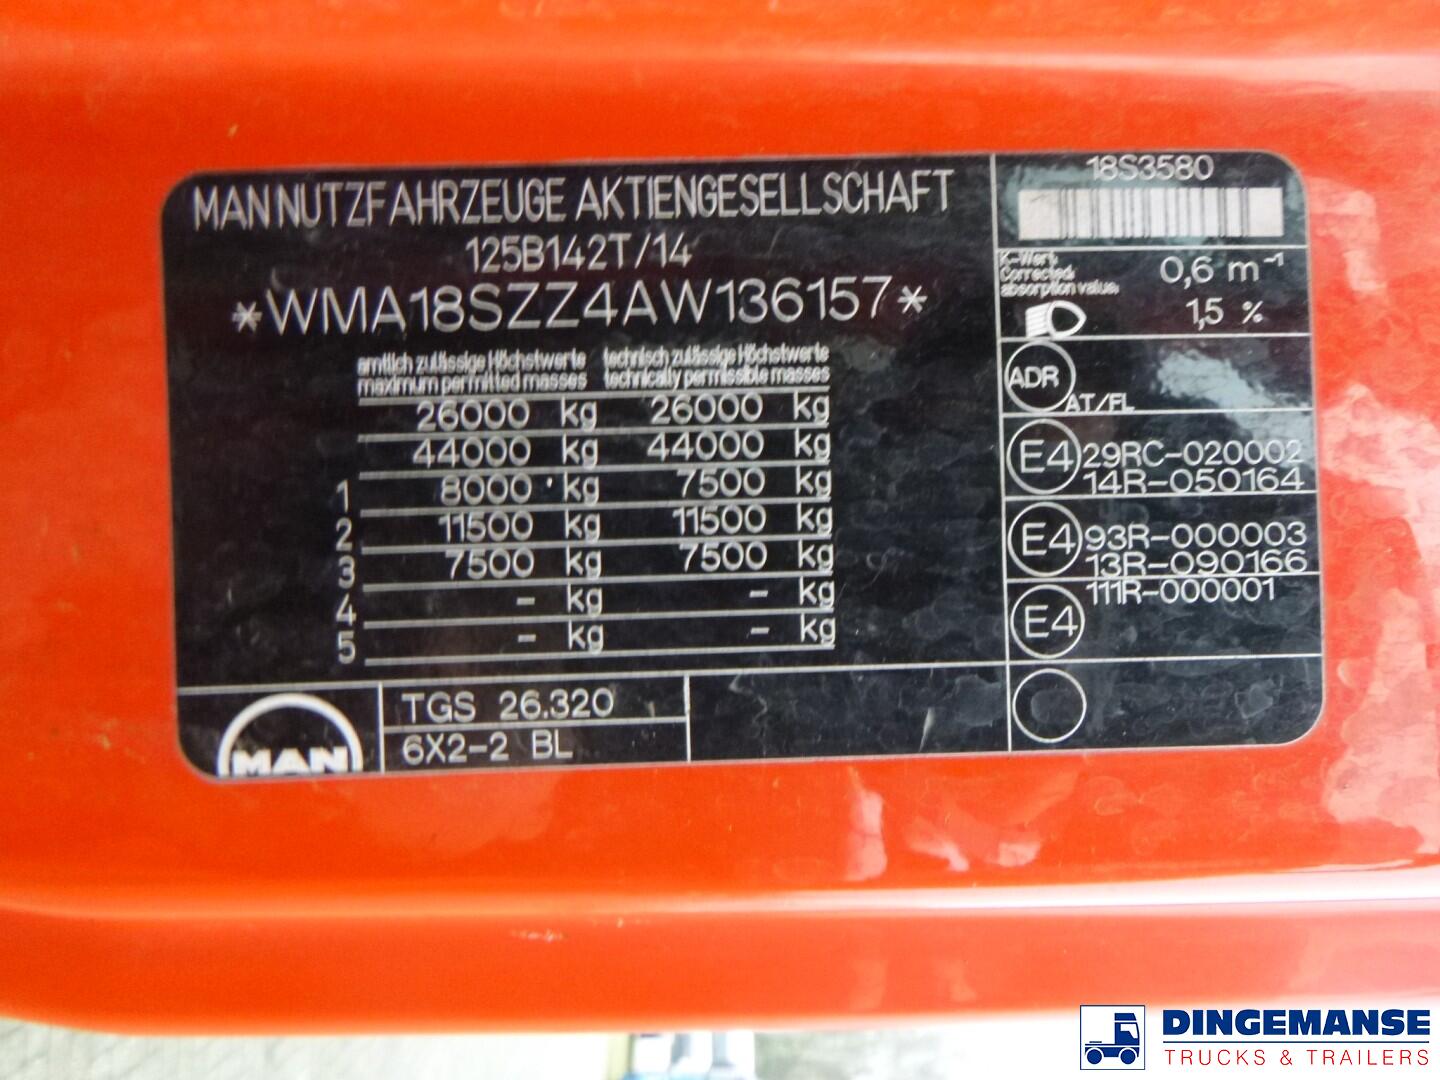 MAN NUTZFAHRZEUGE AKTIENGESELLSCHAFT
125B142T/14
*WMA18SZZ4AW136157*
amtlich zulässige Höchstwerte technisch zulässige Höchstwerte
maximum permitted masses technically permissible masses
26000 kg 26000 kg
44000 kg 44000 kg
1 8000 kg 7500 kg
2 11500 kg 11500 kg
3 7500 kg 7500 kg
4 - kg - kg
5 - kg - kg
MAN
TGS 26.320
6X2-2 BL
18S3580
K-Wert:
Corrected
absorption value:
0,6 m⁻¹
1,5 %
ADR
AT/FL
E4 29RC-020002
14R-050164
E4 93R-000003
13R-090166
E4 111R-000001
DINGEMANSE
TRUCKS & TRAILERS